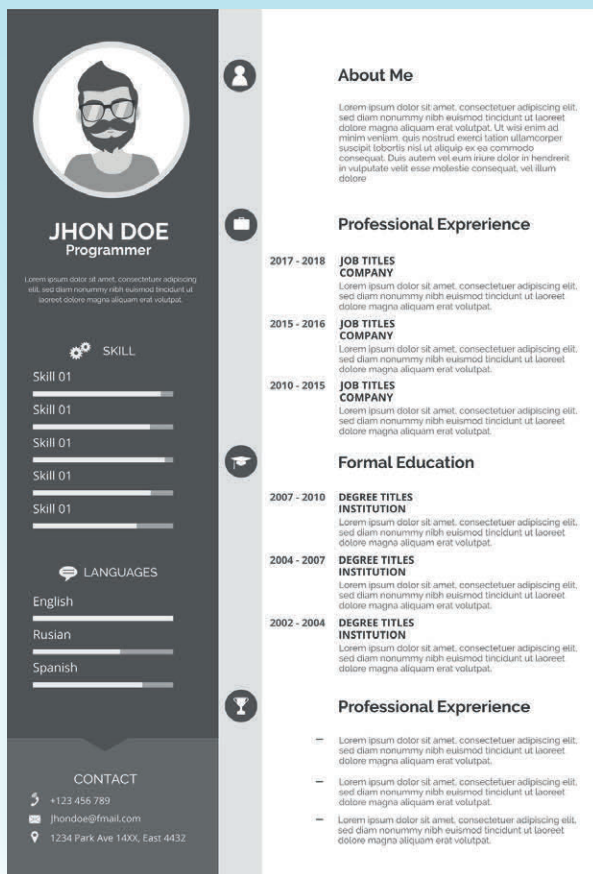 JHON DOE
Programmer
Lorem ipsum dolor sit amet, consectetuer adipiscing
elit, sed diam nonummy nibh euismod tincidunt ut
laoreet dolore magna aliquam erat volutpat.
SKILL
Skill 01
Skill 01
Skill 01
Skill 01
Skill 01
LANGUAGES
English
Rusian
Spanish
CONTACT
+123 456 789
Jhondoe@fmail.com
1234 Park Ave 14XX, East 4432
About Me
Lorem ipsum dolor sit amet, consectetuer adipiscing elit,
sed diam nonummy nibh euismod tincidunt ut laoreet
dolore magna aliquam erat volutpat. Ut wisi enim ad
minim veniam, quis nostrud exerci tation ullamcorper
suscipit lobortis nisl ut aliquip ex ea commodo
consequat. Duis autem vel eum iriure dolor in hendrerit
in vulputate velit esse molestie consequat, vel illum
dolore
Professional Exprerience
2017 - 2018 JOB TITLES
COMPANY
Lorem ipsum dolor sit amet, consectetuer adipiscing elit,
sed diam nonummy nibh euismod tincidunt ut laoreet
dolore magna aliquam erat volutpat.
2015 - 2016 JOB TITLES
COMPANY
Lorem ipsum dolor sit amet, consectetuer adipiscing elit,
sed diam nonummy nibh euismod tincidunt ut laoreet
dolore magna aliquam erat volutpat.
2010 - 2015 JOB TITLES
COMPANY
Lorem ipsum dolor sit amet, consectetuer adipiscing elit,
sed diam nonummy nibh euismod tincidunt ut laoreet
dolore magna aliquam erat volutpat.
Formal Education
2007 - 2010 DEGREE TITLES
INSTITUTION
Lorem ipsum dolor sit amet, consectetuer adipiscing elit,
sed diam nonummy nibh euismod tincidunt ut laoreet
dolore magna aliquam erat volutpat.
2004 - 2007 DEGREE TITLES
INSTITUTION
Lorem ipsum dolor sit amet, consectetuer adipiscing elit,
sed diam nonummy nibh euismod tincidunt ut laoreet
dolore magna aliquam erat volutpat.
2002 - 2004 DEGREE TITLES
INSTITUTION
Lorem ipsum dolor sit amet, consectetuer adipiscing elit,
sed diam nonummy nibh euismod tincidunt ut laoreet
dolore magna aliquam erat volutpat.
Professional Exprerience
– Lorem ipsum dolor sit amet, consectetuer adipiscing elit,
sed diam nonummy nibh euismod tincidunt ut laoreet
dolore magna aliquam erat volutpat.
– Lorem ipsum dolor sit amet, consectetuer adipiscing elit,
sed diam nonummy nibh euismod tincidunt ut laoreet
dolore magna aliquam erat volutpat.
– Lorem ipsum dolor sit amet, consectetuer adipiscing elit,
sed diam nonummy nibh euismod tincidunt ut laoreet
dolore magna aliquam erat volutpat.